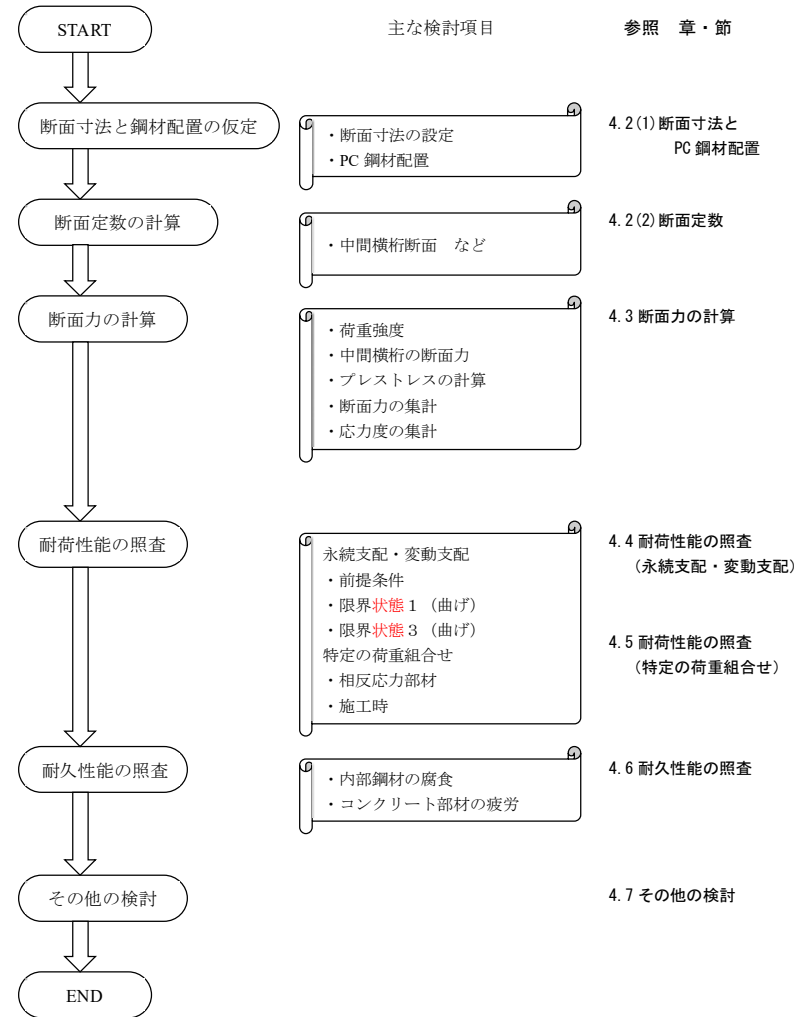 START
主な検討項目
参照 章・節
断面寸法と鋼材配置の仮定
・断面寸法の設定
・PC 鋼材配置
4.2(1)断面寸法と
PC 鋼材配置
断面定数の計算
・中間横桁断面 など
4.2(2)断面定数
断面力の計算
・荷重強度
・中間横桁の断面力
・プレストレスの計算
・断面力の集計
・応力度の集計
4.3 断面力の計算
耐荷性能の照査
永続支配・変動支配
・前提条件
・限界状態１（曲げ）
・限界状態３（曲げ）
特定の荷重組合せ
・相反応力部材
・施工時
4.4 耐荷性能の照査
（永続支配・変動支配）
4.5 耐荷性能の照査
（特定の荷重組合せ）
耐久性能の照査
・内部鋼材の腐食
・コンクリート部材の疲労
4.6 耐久性能の照査
その他の検討
4.7 その他の検討
END